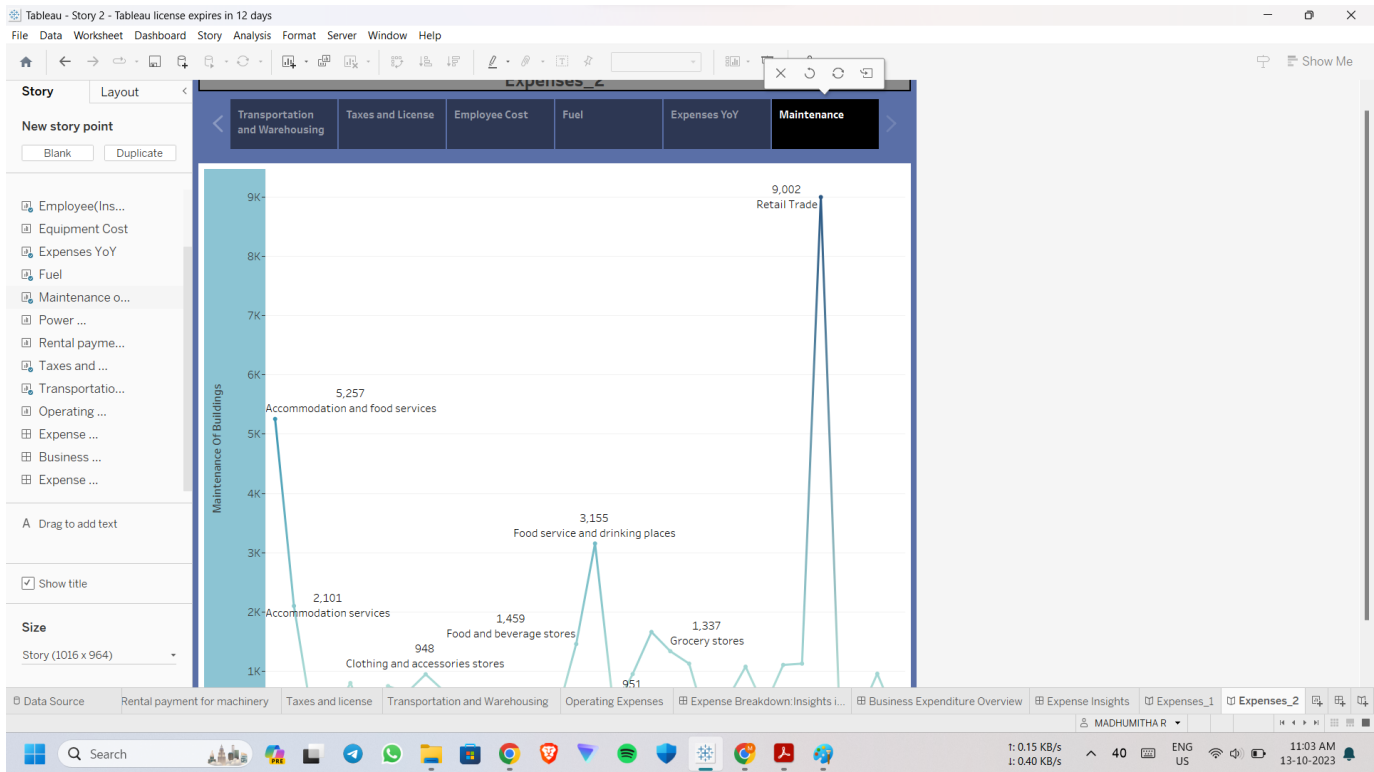 Tableau - Story 2 - Tableau license expires in 12 days
File Data Worksheet Dashboard Story Analysis Format Server Window Help
Show Me
Story Layout
New story point
Blank Duplicate
Employee(Ins...
Equipment Cost
Expenses YoY
Fuel
Maintenance o...
Power ...
Rental payme...
Taxes and ...
Transportatio...
Operating ...
Expense ...
Business ...
Expense ...
A Drag to add text
Show title
Size
Story (1016 x 964)
Expenses_2
Transportation
and Warehousing
Taxes and License
Employee Cost
Fuel
Expenses YoY
Maintenance
Maintenance Of Buildings
9K
8K
7K
6K
5K
4K
3K
2K
1K
9,002
Retail Trade
5,257
Accommodation and food services
3,155
Food service and drinking places
2,101
Accommodation services
1,459
Food and beverage stores
1,337
Grocery stores
948
Clothing and accessories stores
951
Data Source Rental payment for machinery Taxes and license Transportation and Warehousing Operating Expenses Expense Breakdown:Insights i... Business Expenditure Overview Expense Insights Expenses_1 Expenses_2
MADHUMITHA R
Search
PRE
M
↑: 0.15 KB/s
↓: 0.40 KB/s
40
ENG
US
11:03 AM
13-10-2023